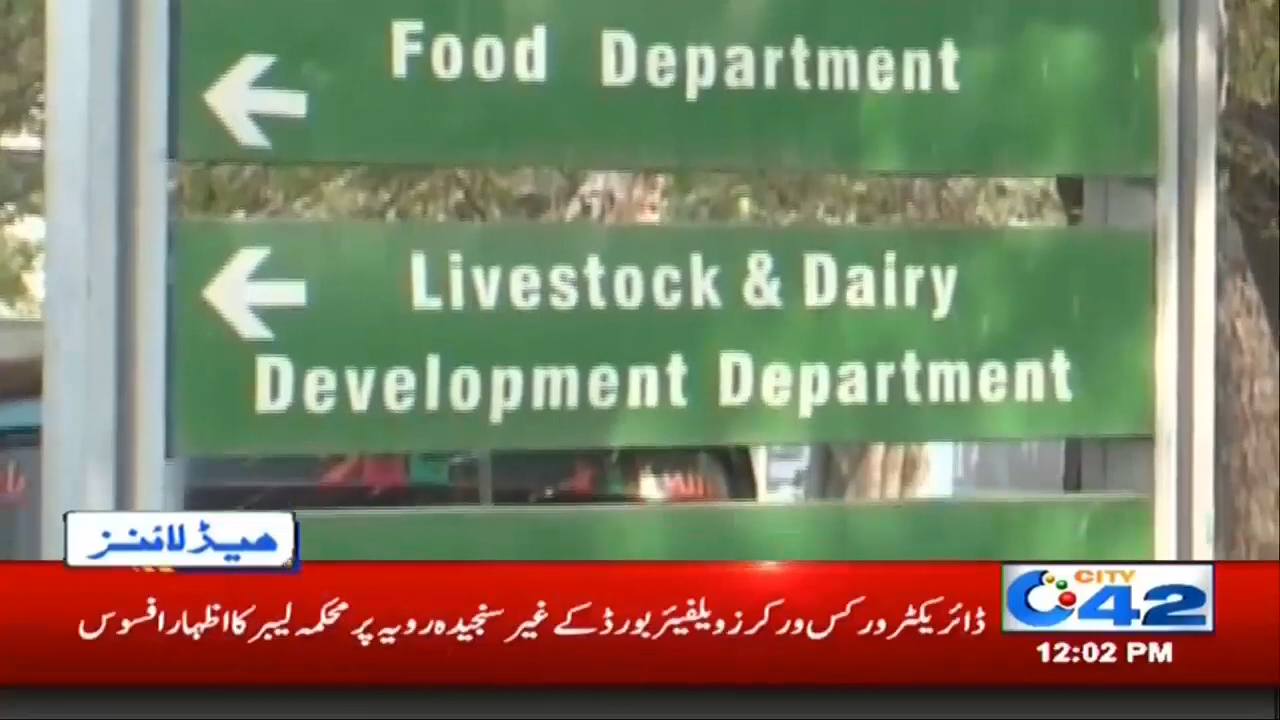 Food Department
Livestock & Dairy
Development Department
ہیڈلائنز
ڈائریکٹر ورکس ورکرز ویلفیئر بورڈ کے غیر سنجیدہ رویہ پر محکمہ لیبر کا اظہار افسوس
CITY
42
12:02 PM